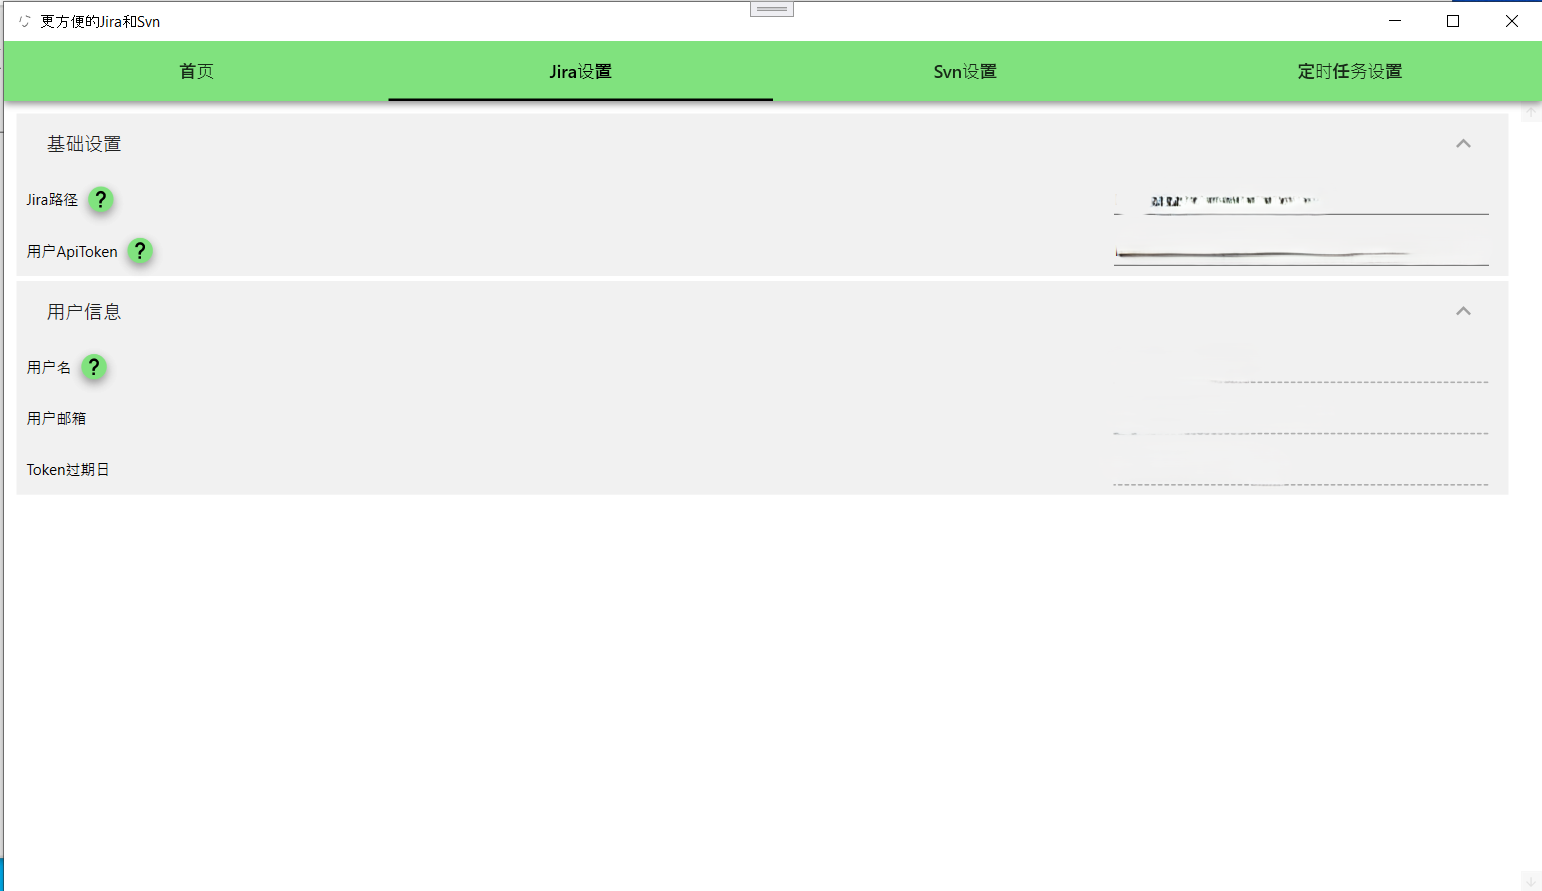 更方便的Jira和Svn
首页 Jira设置 Svn设置 定时任务设置
基础设置
Jira路径 ?
用户ApiToken ?
用户信息
用户名 ?
用户邮箱
Token过期日